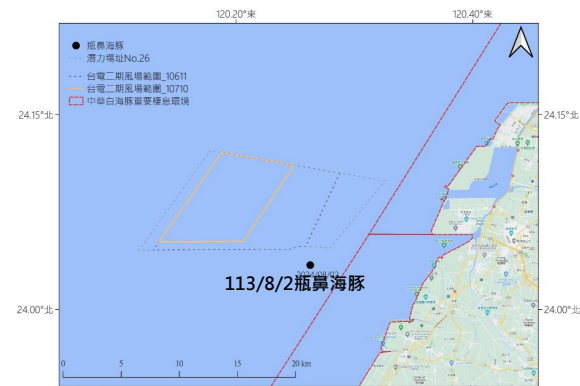 120.20°東
120.40°東
瓶鼻海豚
潛力場址No.26
台電二期風場範圍_10611
台電二期風場範圍_10710
中華白海豚重要棲息環境
24.15°北
24.15°北
2024/08/02
113/8/2瓶鼻海豚
24.00°北
24.00°北
0 5 10 15 20 km